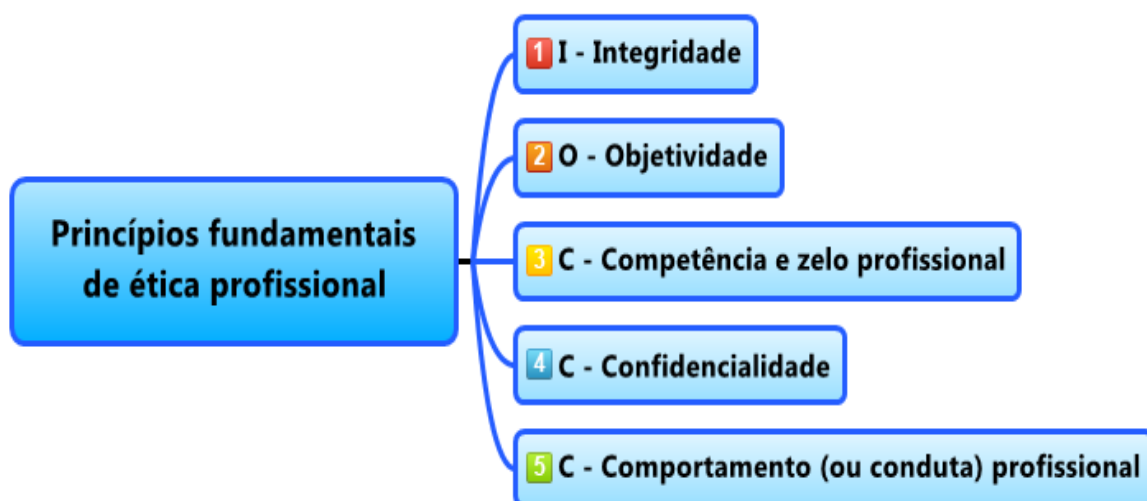 1 I - Integridade
2 O - Objetividade
Princípios fundamentais
de ética profissional
3 C - Competência e zelo profissional
4 C - Confidencialidade
5 C - Comportamento (ou conduta) profissional